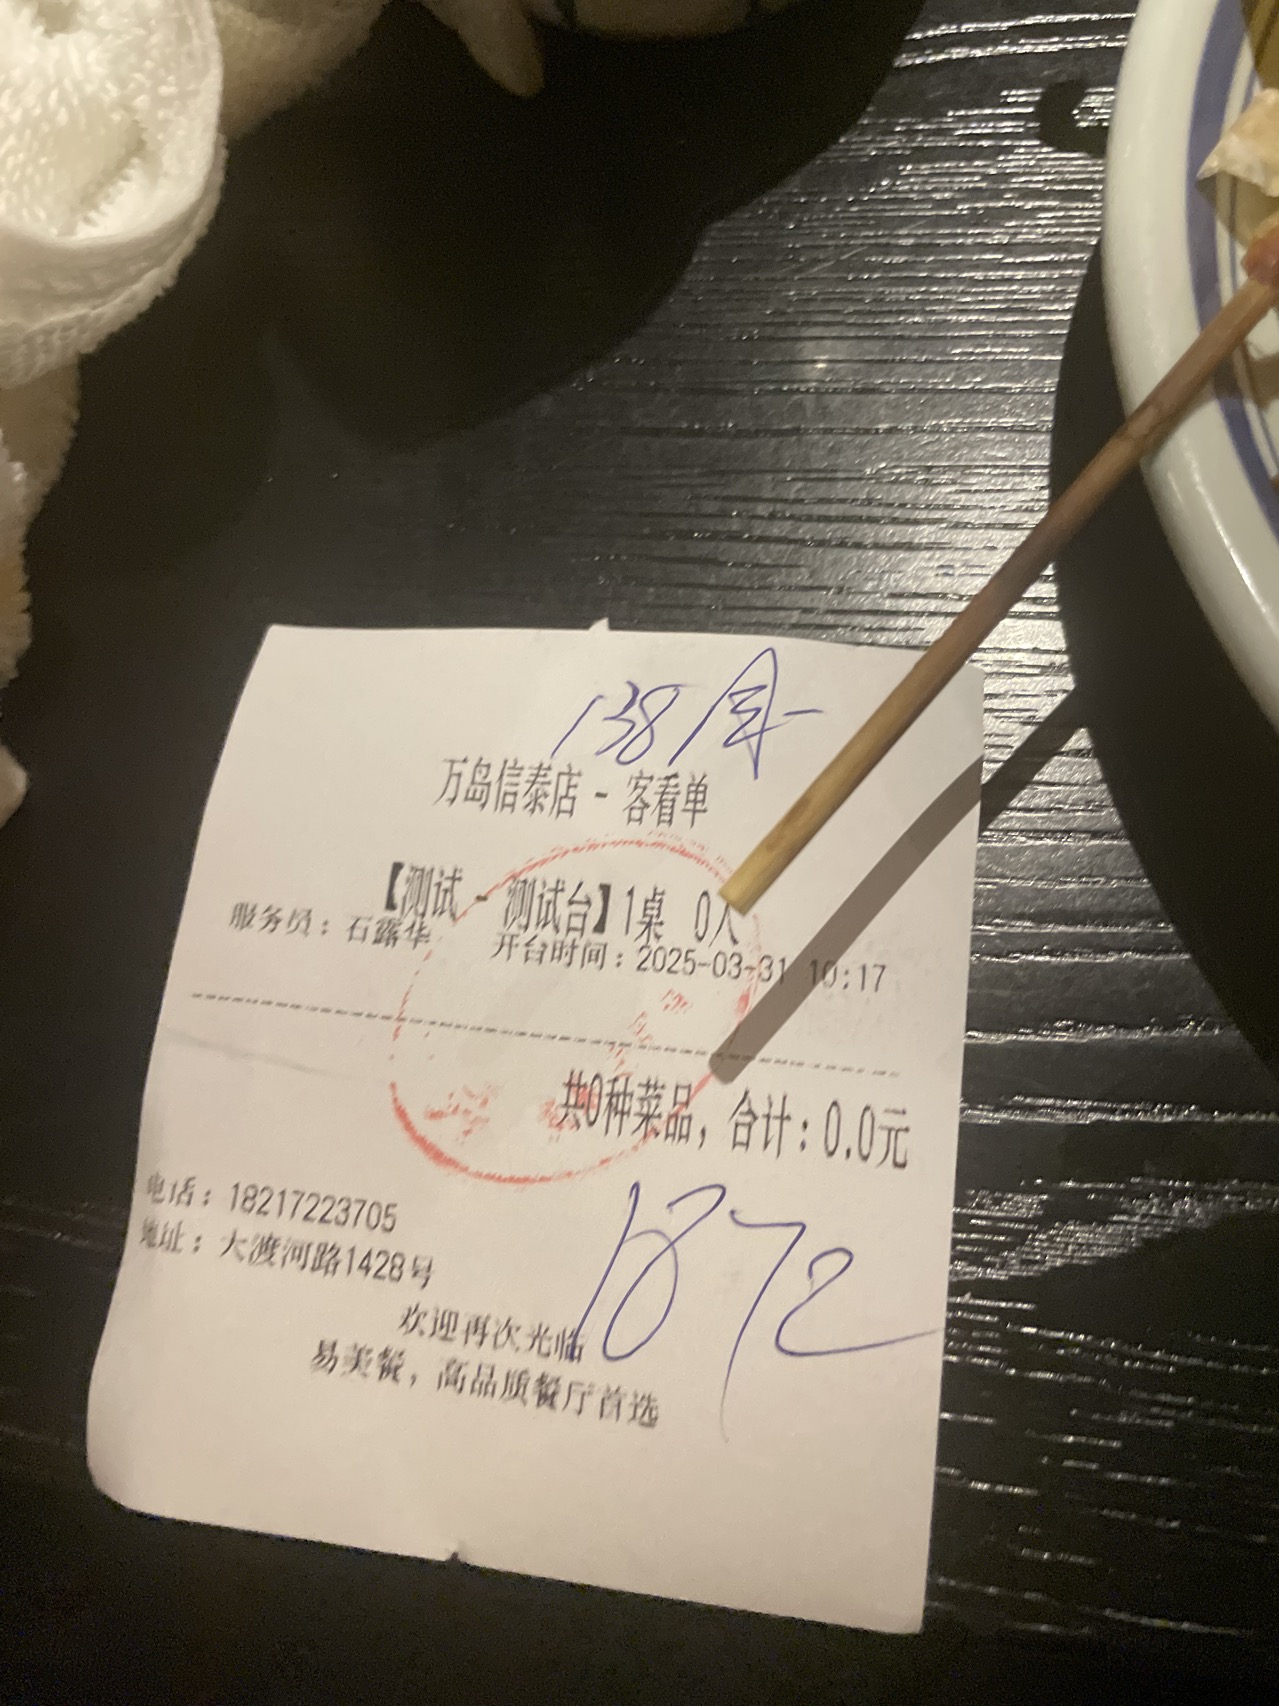 138/
万岛信泰店 - 客看单
【测试 - 测试台】1桌 0人
服务员：石露华 开台时间：2025-03-31 10:17
共0种菜品，合计：0.0元
电话：18217223705
地址：大渡河路1428号
1872
欢迎再次光临
易美餐，高品质餐厅首选